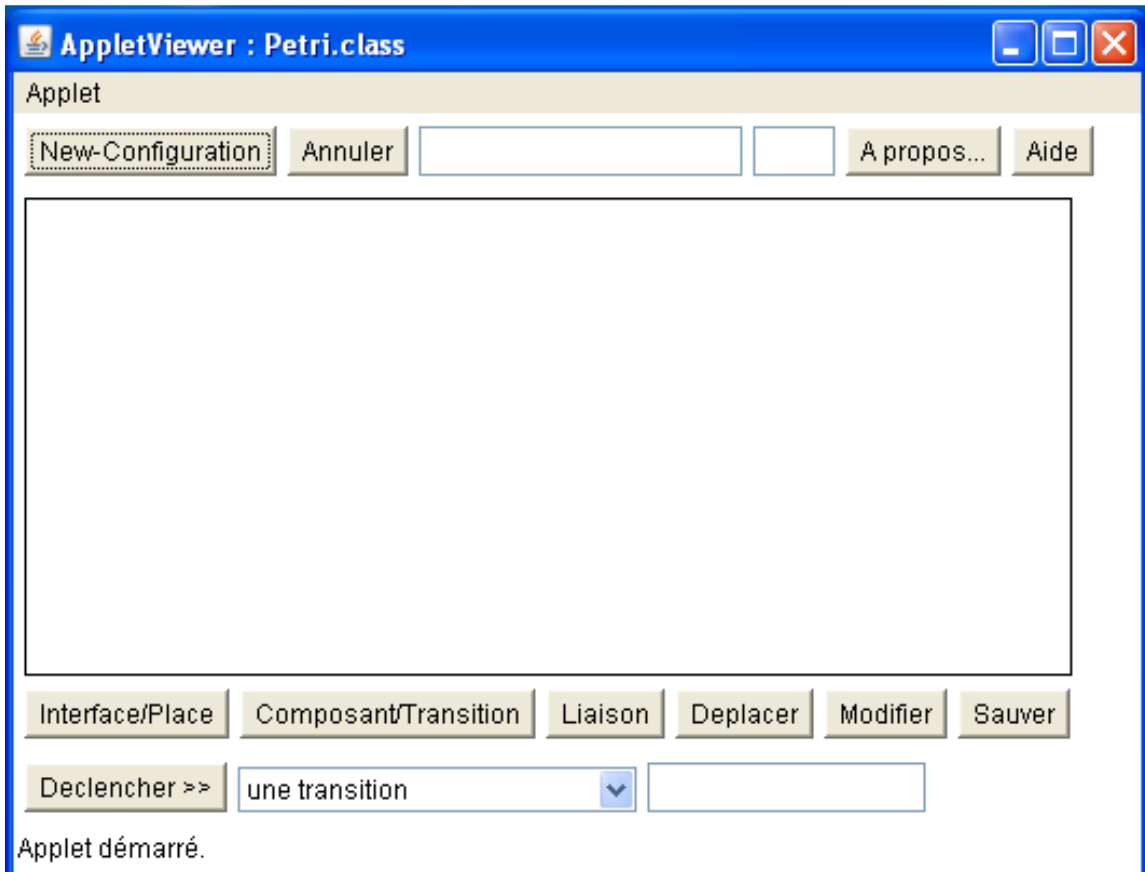 AppletViewer : Petri.class
Applet
New-Configuration Annuler A propos... Aide
Interface/Place Composant/Transition Liaison Deplacer Modifier Sauver
Declencher >> une transition
Applet démarré.